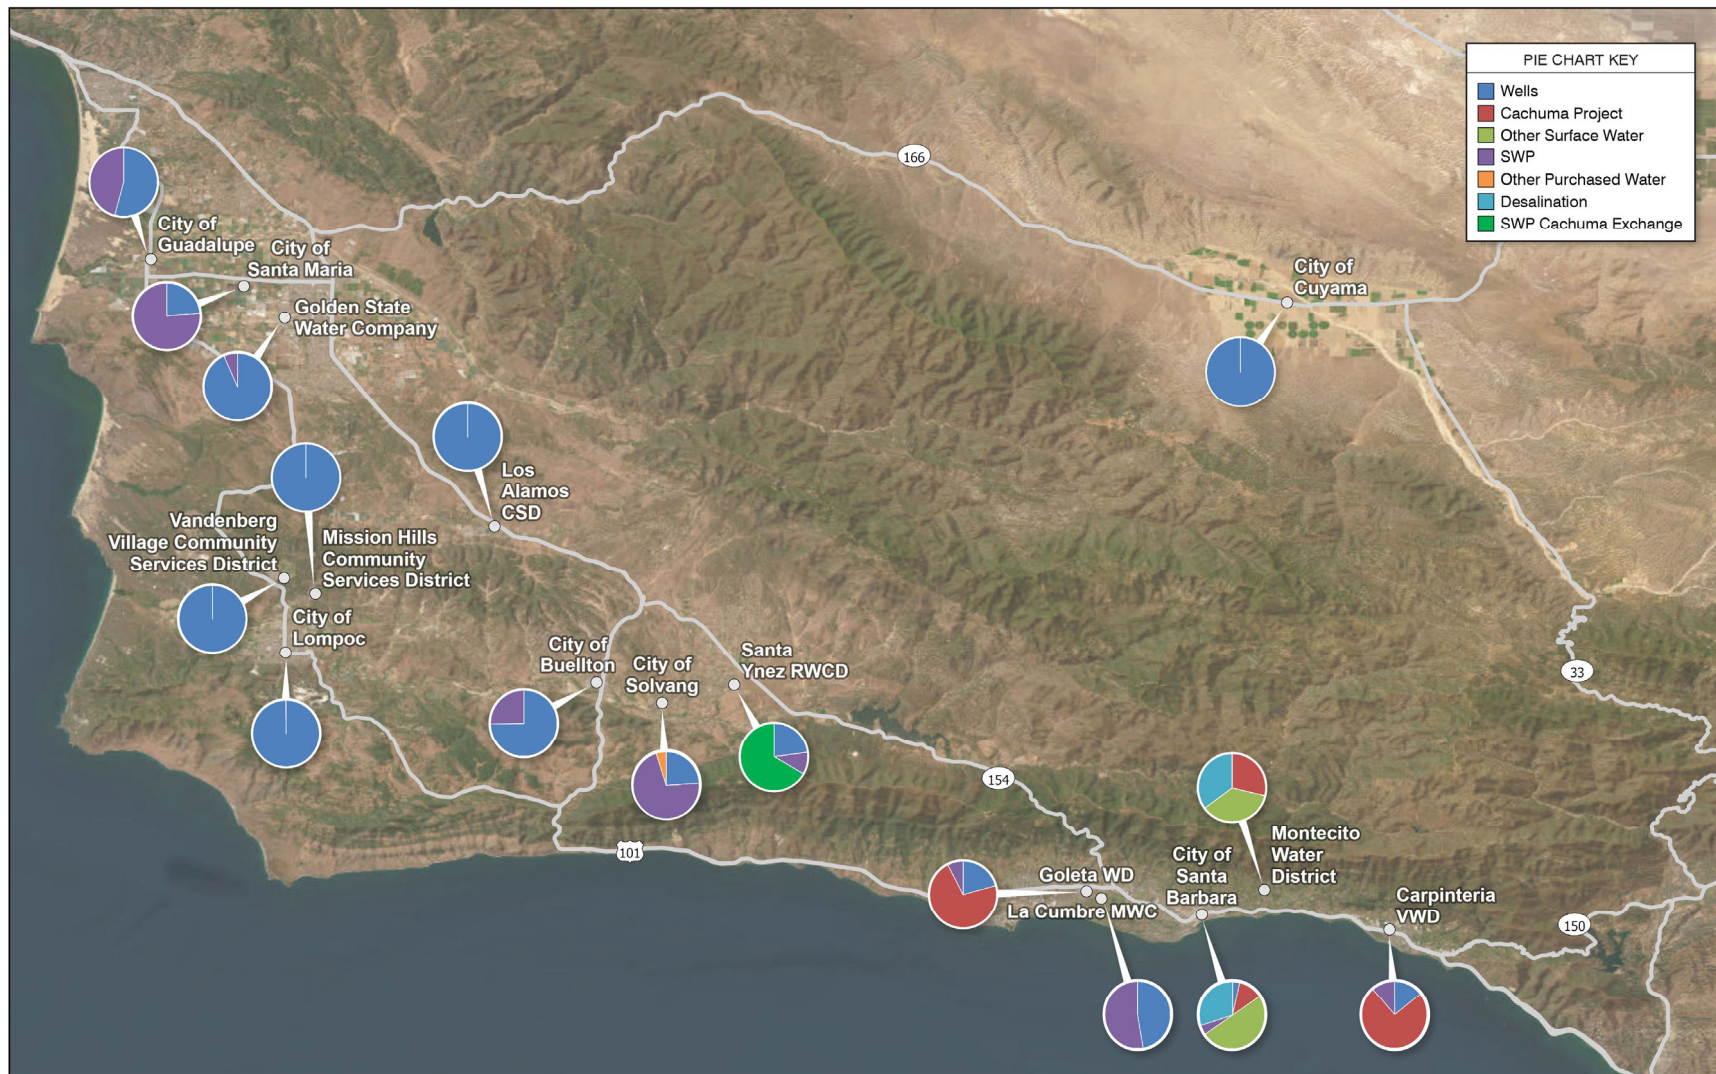 PIE CHART KEY
Wells
Cachuma Project
Other Surface Water
SWP
Other Purchased Water
Desalination
SWP Cachuma Exchange
166
City of
Guadalupe
City of
Santa Maria
Golden State
Water Company
City of
Cuyama
Los
Alamos
CSD
Vandenberg
Village Community
Services District
Mission Hills
Community
Services District
City of
Lompoc
City of
Buellton
City of
Solvang
Santa
Ynez RWCD
33
154
101
Montecito
Water
District
City of
Santa
Barbara
Goleta WD
La Cumbre MWC
Carpinteria
VWD
150